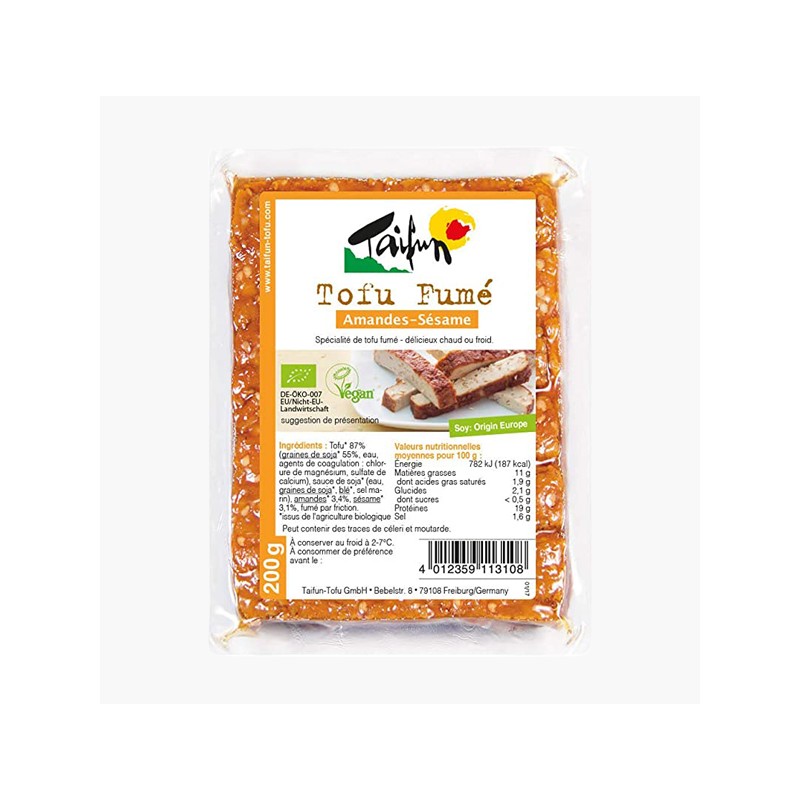 www.taifun-tofu.com
Taifun
Tofu Fumé
Amandes-Sésame
Spécialité de tofu fumé - délicieux chaud ou froid.
DE-ÖKO-007
EU/Nicht-EU-
Landwirtschaft
Vegan
suggestion de présentation
Soy: Origin Europe
Ingrédients : Tofu* 87%
(graines de soja* 55%, eau,
agents de coagulation : chlor-
ure de magnésium, sulfate de
calcium), sauce de soja* (eau,
graines de soja*, blé*, sel ma-
rin), amandes* 3,4%, sésame*
3,1%, fumé par friction.
*issus de l'agriculture biologique
Valeurs nutritionnelles
moyennes pour 100 g :
Énergie 782 kJ (187 kcal)
Matières grasses 11 g
dont acides gras saturés 1,9 g
Glucides 2,1 g
dont sucres < 0,5 g
Protéines 19 g
Sel 1,6 g
Peut contenir des traces de céleri et moutarde.
200 g
À conserver au froid à 2-7°C.
À consommer de préférence
avant le :
4 012359 113108
01/17
Taifun-Tofu GmbH • Bebelstr. 8 • 79108 Freiburg/Germany